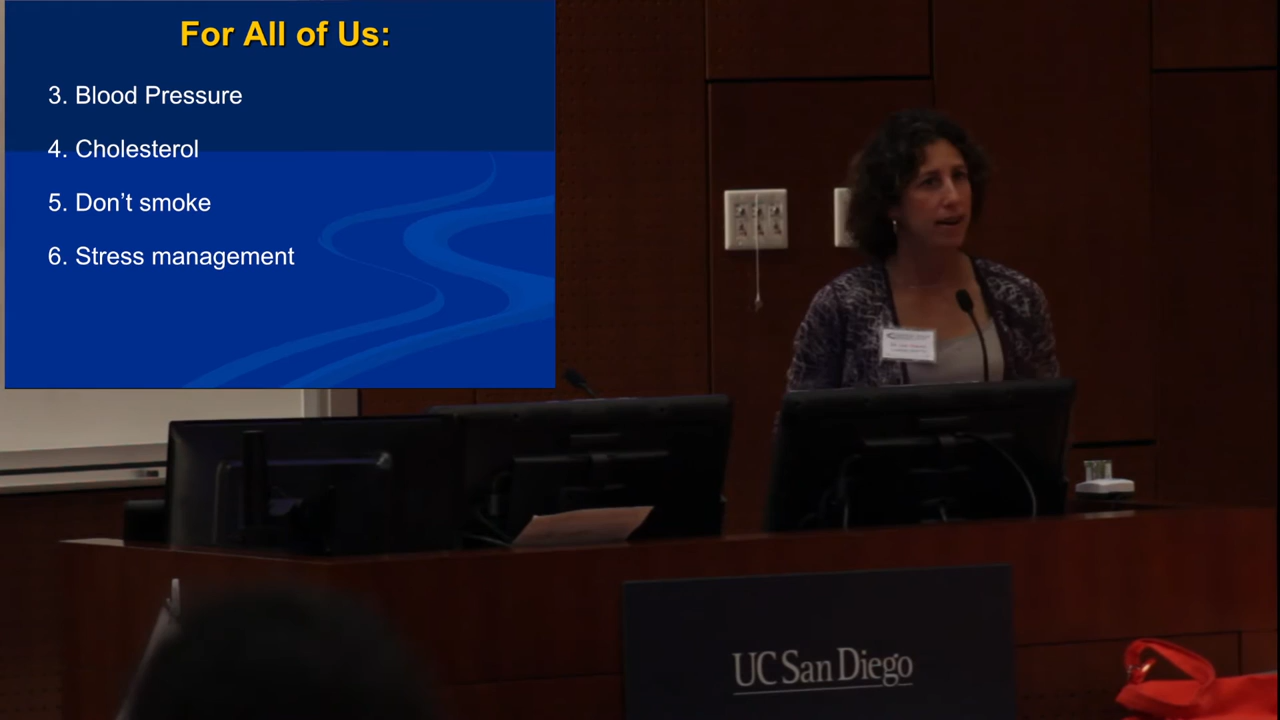 For All of Us:
3. Blood Pressure
4. Cholesterol
5. Don’t smoke
6. Stress management
UC San Diego